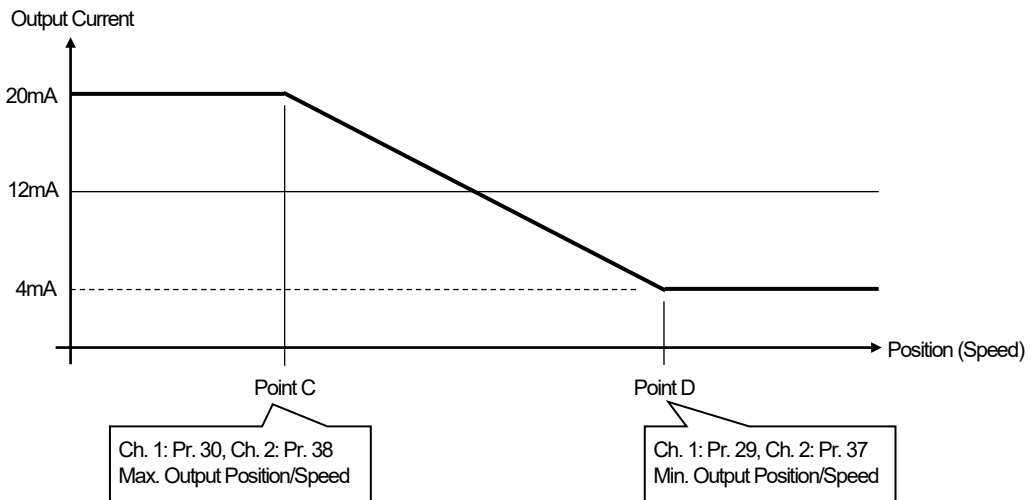 Output Current
20mA
12mA
4mA
Position (Speed)
Point C
Point D
Ch. 1: Pr. 30, Ch. 2: Pr. 38
Max. Output Position/Speed
Ch. 1: Pr. 29, Ch. 2: Pr. 37
Min. Output Position/Speed